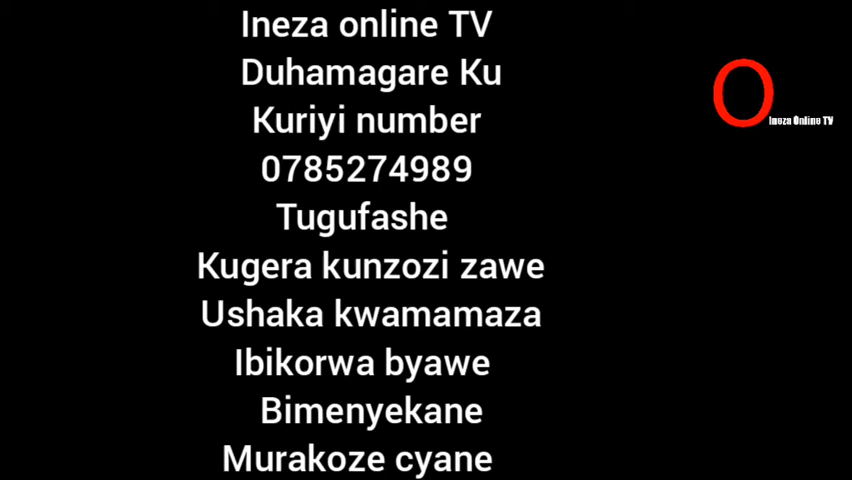 Ineza online TV
Duhamagare Ku
Kuriyi number
0785274989
Tugufashe
Kugera kunzozi zawe
Ushaka kwamamaza
Ibikorwa byawe
Bimenyekane
Murakoze cyane
O
Ineza Online TV